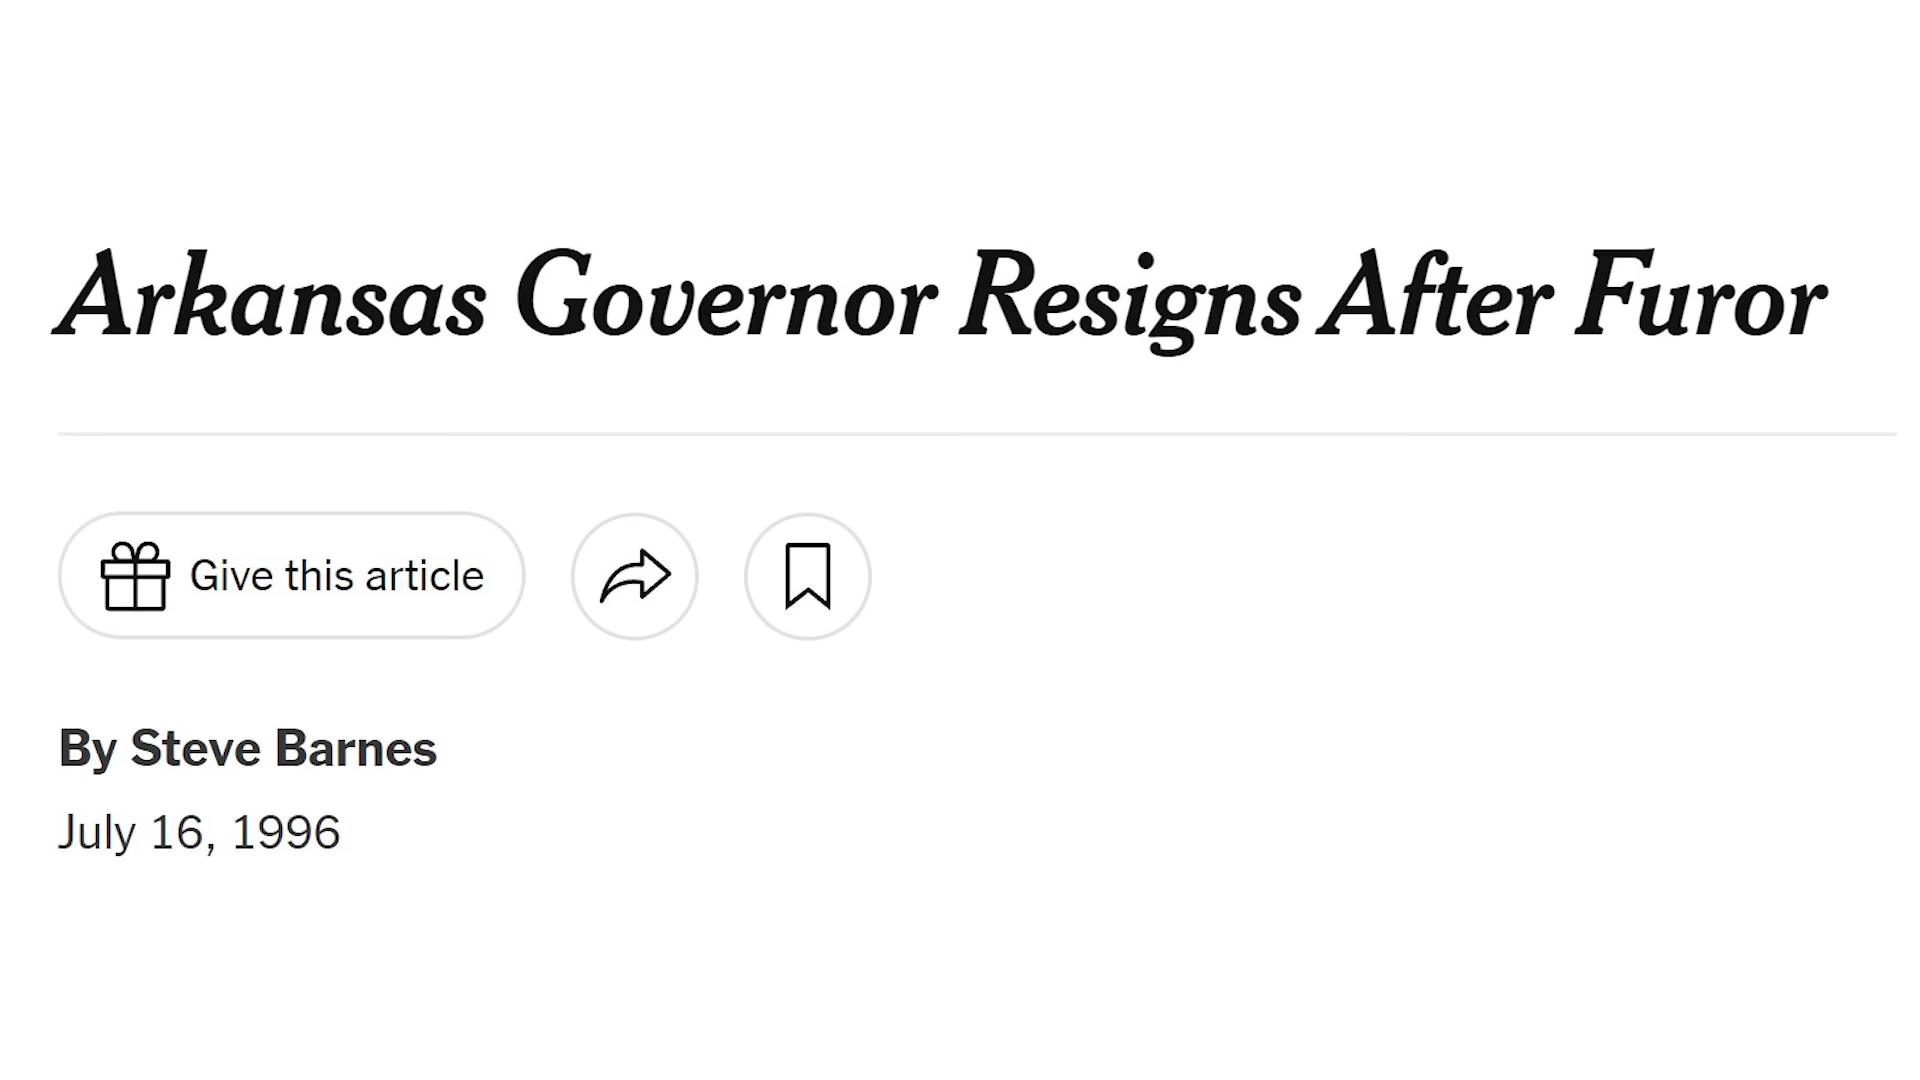 Arkansas Governor Resigns After Furor
Give this article
By Steve Barnes
July 16, 1996